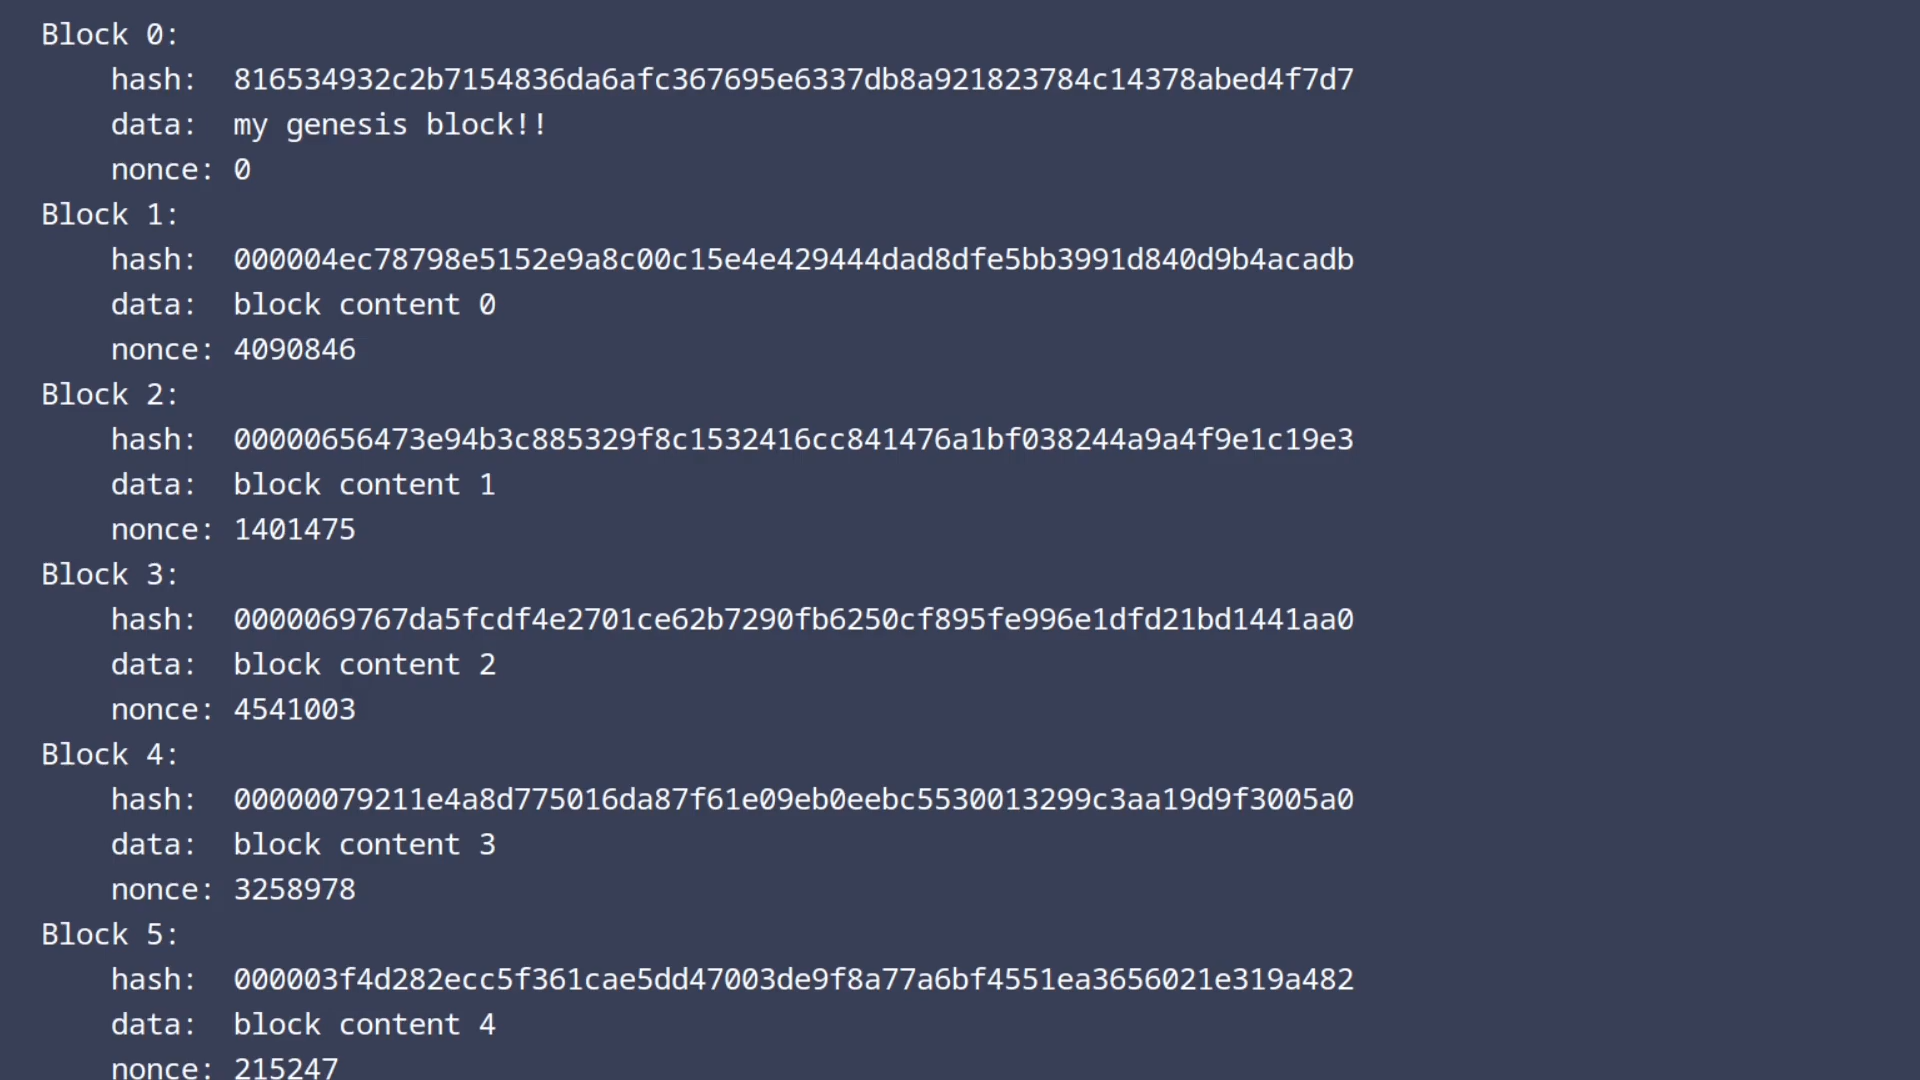 Block 0:
hash: 816534932c2b7154836da6afc367695e6337db8a921823784c14378abed4f7d7
data: my genesis block!!
nonce: 0
Block 1:
hash: 000004ec78798e5152e9a8c00c15e4e429444dad8dfe5bb3991d840d9b4acadb
data: block content 0
nonce: 4090846
Block 2:
hash: 00000656473e94b3c885329f8c1532416cc841476a1bf038244a9a4f9e1c19e3
data: block content 1
nonce: 1401475
Block 3:
hash: 0000069767da5fcdf4e2701ce62b7290fb6250cf895fe996e1dfd21bd1441aa0
data: block content 2
nonce: 4541003
Block 4:
hash: 00000079211e4a8d775016da87f61e09eb0eebc5530013299c3aa19d9f3005a0
data: block content 3
nonce: 3258978
Block 5:
hash: 000003f4d282ecc5f361cae5dd47003de9f8a77a6bf4551ea3656021e319a482
data: block content 4
nonce: 215247